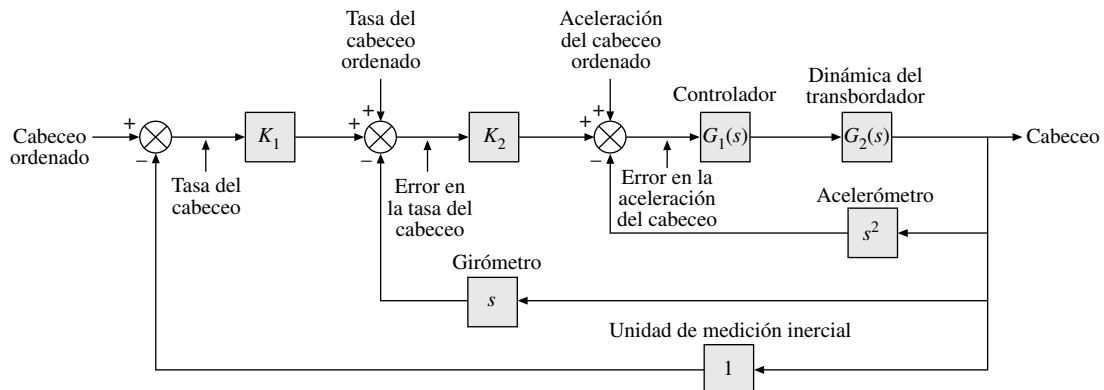 Tasa del
cabeceo
ordenado
Aceleración
del cabeceo
ordenado
Controlador
Dinámica del
transbordador
Cabeceo
ordenado
+
−
K1
+
+
−
K2
+
+
−
G1(s)
G2(s)
Cabeceo
Tasa del
cabeceo
Error en
la tasa del
cabeceo
Error en la
aceleración
del cabeceo
Acelerómetro
s²
Girómetro
s
Unidad de medición inercial
1